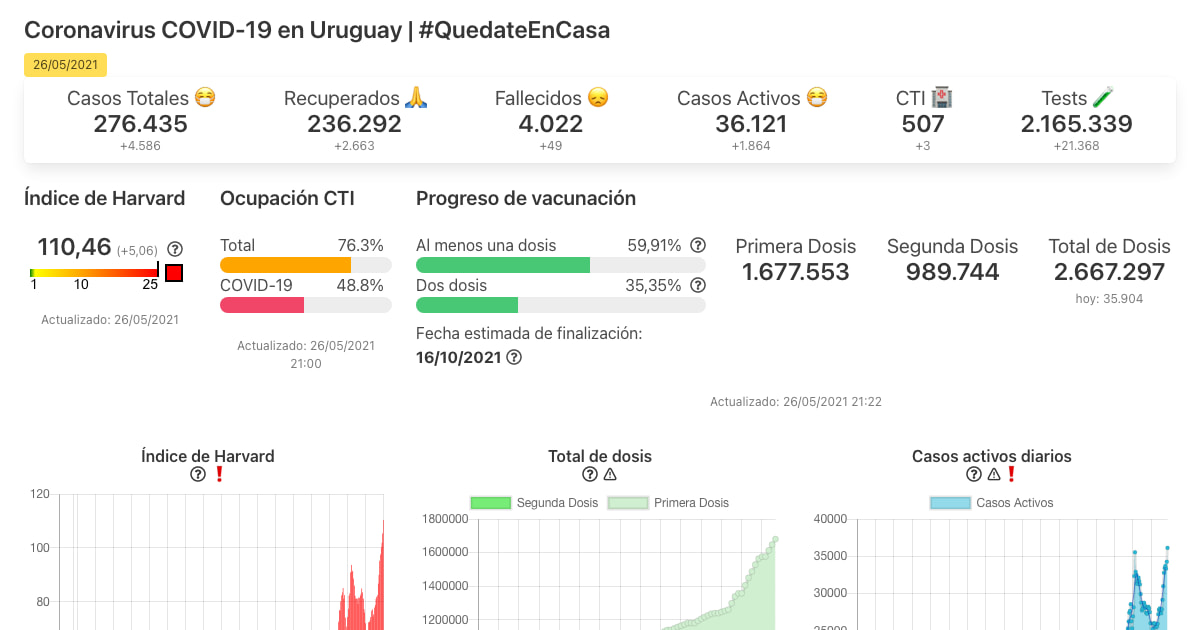 Coronavirus COVID-19 en Uruguay | #QuedateEnCasa
26/05/2021
Casos Totales 😷 Recuperados 🙏 Fallecidos 😞 Casos Activos 😷 CTI 🏥 Tests 🧪
276.435 236.292 4.022 36.121 507 2.165.339
+4.586 +2.663 +49 +1.864 +3 +21.368
Índice de Harvard
110,46 (+5,06)
1 10 25
Actualizado: 26/05/2021
Ocupación CTI
Total 76.3%
COVID-19 48.8%
Actualizado: 26/05/2021
21:00
Progreso de vacunación
Al menos una dosis 59,91%
Dos dosis 35,35%
Fecha estimada de finalización:
16/10/2021
Primera Dosis Segunda Dosis Total de Dosis
1.677.553 989.744 2.667.297
hoy: 35.904
Actualizado: 26/05/2021 21:22
Índice de Harvard
❗
120
100
80
Total de dosis
Segunda Dosis Primera Dosis
1800000
1600000
1400000
1200000
Casos activos diarios
❗
Casos Activos
40000
35000
30000
25000